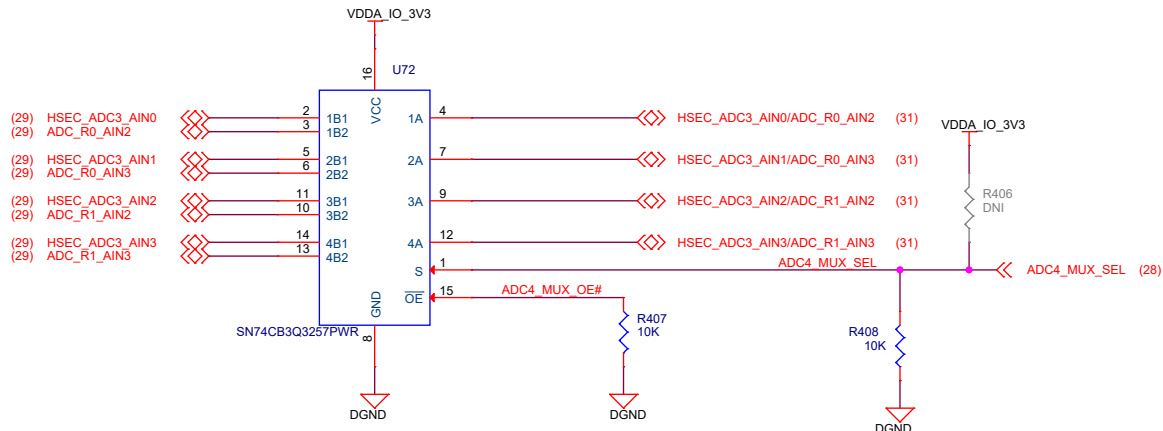 VDDA_IO_3V3
U72
16
VCC
(29) HSEC_ADC3_AIN0 2 1B1 1A 4 HSEC_ADC3_AIN0/ADC_R0_AIN2 (31)
(29) ADC_R0_AIN2 3 1B2
VDDA_IO_3V3
(29) HSEC_ADC3_AIN1 5 2B1 2A 7 HSEC_ADC3_AIN1/ADC_R0_AIN3 (31)
(29) ADC_R0_AIN3 6 2B2
R406
DNI
(29) HSEC_ADC3_AIN2 11 3B1 3A 9 HSEC_ADC3_AIN2/ADC_R1_AIN2 (31)
(29) ADC_R1_AIN2 10 3B2
(29) HSEC_ADC3_AIN3 14 4B1 4A 12 HSEC_ADC3_AIN3/ADC_R1_AIN3 (31)
(29) ADC_R1_AIN3 13 4B2
S 1 ADC4_MUX_SEL ADC4_MUX_SEL (28)
OE 15 ADC4_MUX_OE#
GND
8
SN74CB3Q3257PWR
R407
10K
R408
10K
DGND
DGND
DGND